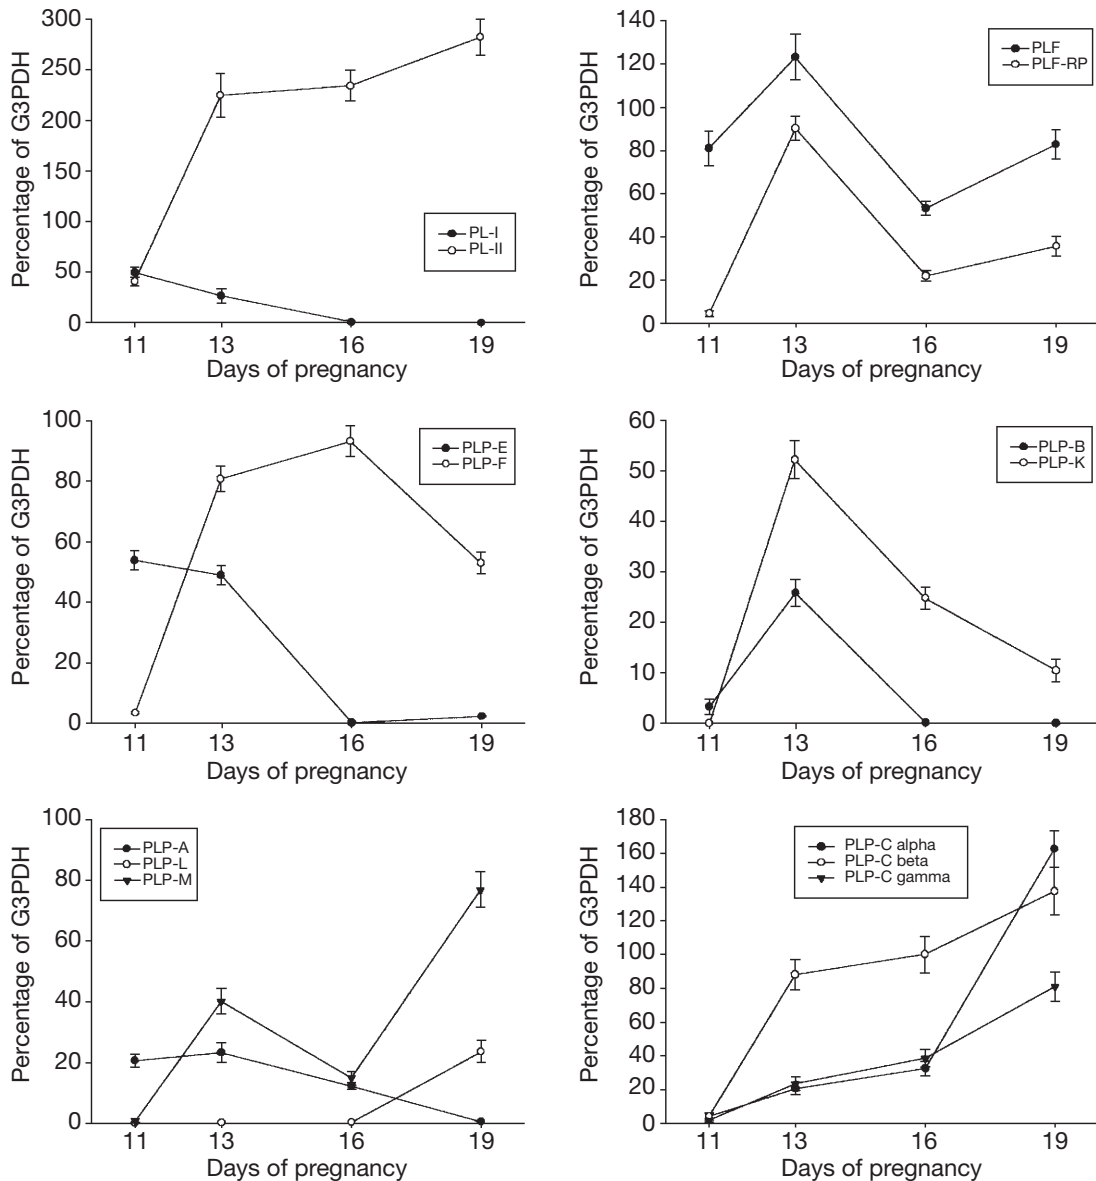 Percentage of G3PDH
300
250
200
150
100
50
0
PL-I
PL-II
11 13 16 19
Days of pregnancy
Percentage of G3PDH
140
120
100
80
60
40
20
0
PLF
PLF-RP
11 13 16 19
Days of pregnancy
Percentage of G3PDH
100
80
60
40
20
0
PLP-E
PLP-F
11 13 16 19
Days of pregnancy
Percentage of G3PDH
60
50
40
30
20
10
0
PLP-B
PLP-K
11 13 16 19
Days of pregnancy
Percentage of G3PDH
100
80
60
40
20
0
PLP-A
PLP-L
PLP-M
11 13 16 19
Days of pregnancy
Percentage of G3PDH
180
160
140
120
100
80
60
40
20
0
PLP-C alpha
PLP-C beta
PLP-C gamma
11 13 16 19
Days of pregnancy